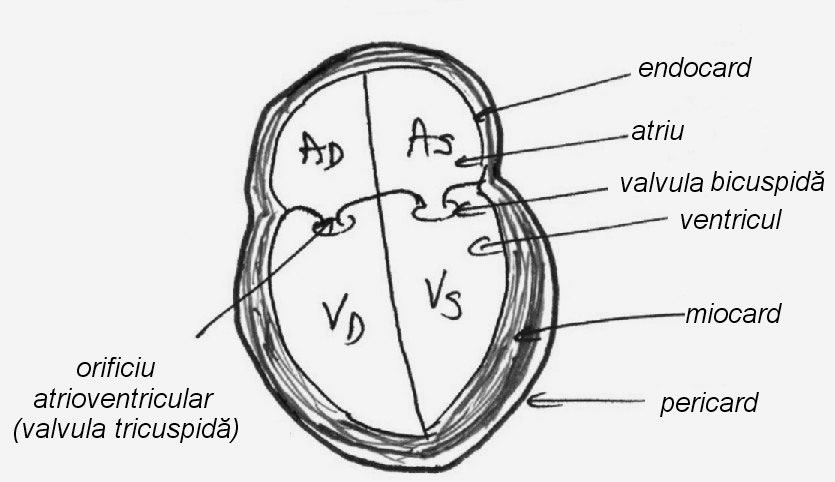 endocard
AD
AS
atriu
valvula bicuspidă
ventricul
VD
VS
miocard
orificiu
atrioventricular
(valvula tricuspidă)
pericard